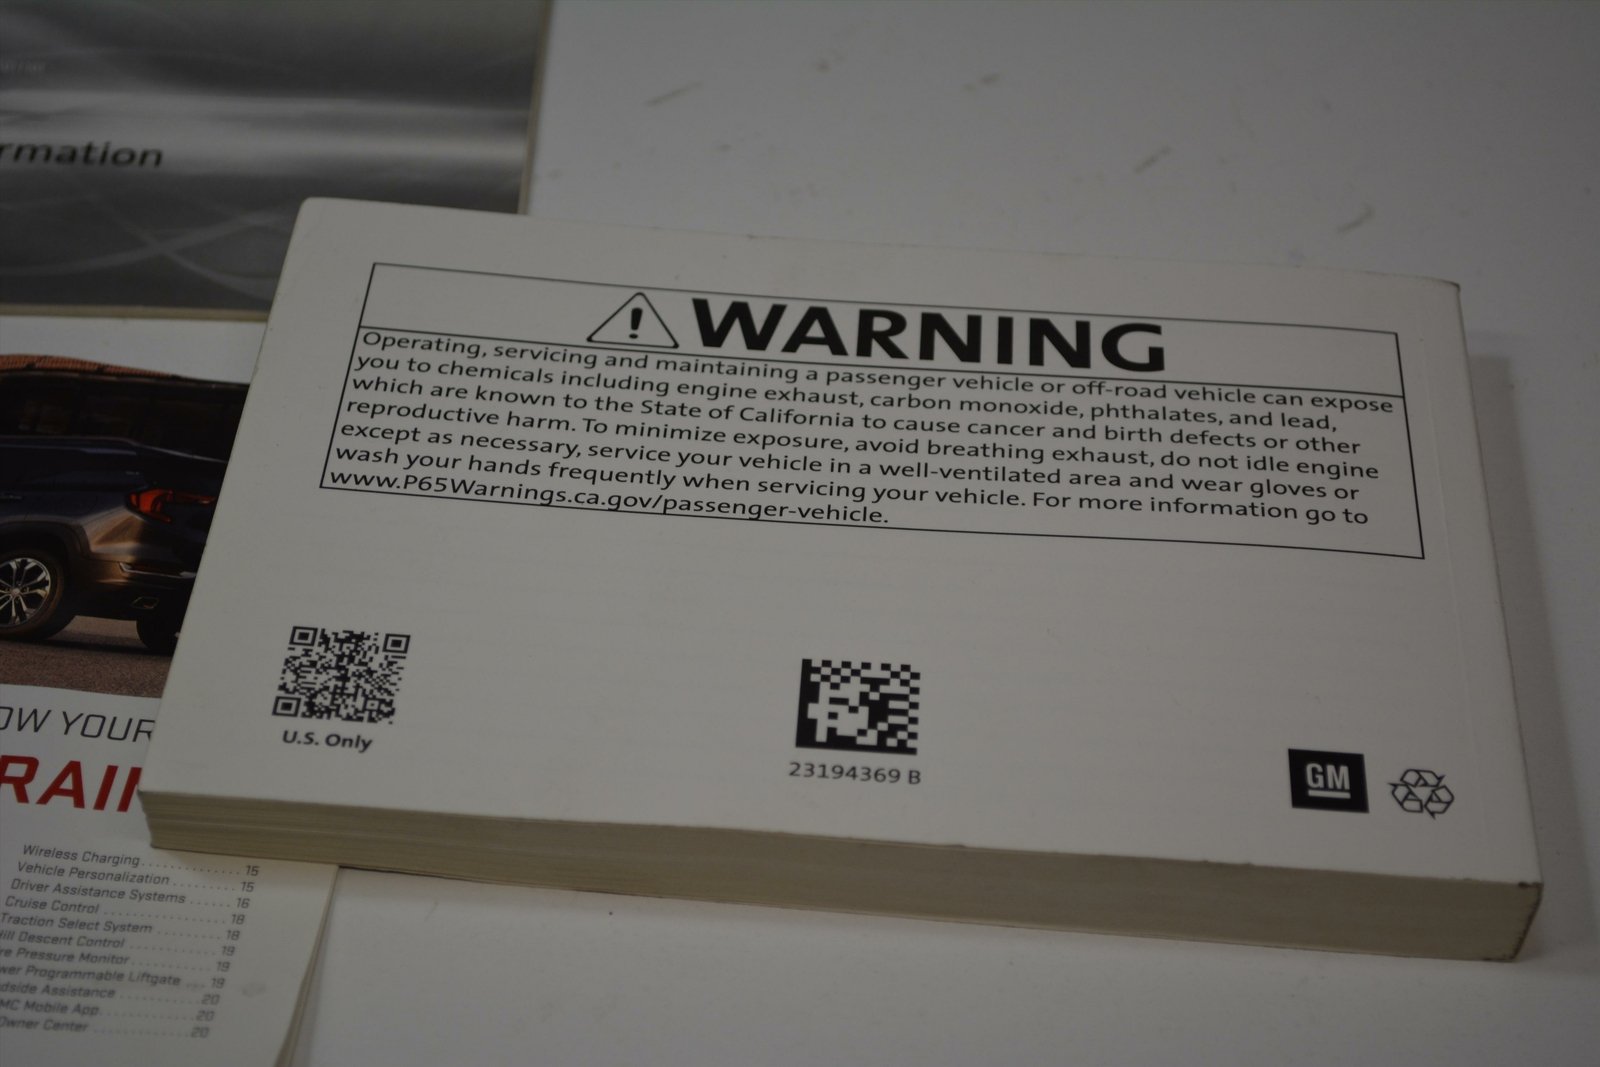 rmation
WARNING
Operating, servicing and maintaining a passenger vehicle or off-road vehicle can expose
you to chemicals including engine exhaust, carbon monoxide, phthalates, and lead,
which are known to the State of California to cause cancer and birth defects or other
reproductive harm. To minimize exposure, avoid breathing exhaust, do not idle engine
except as necessary, service your vehicle in a well-ventilated area and wear gloves or
wash your hands frequently when servicing your vehicle. For more information go to
www.P65Warnings.ca.gov/passenger-vehicle.
U.S. Only
23194369 B
GM
OW YOUR
RAIN
Wireless Charging . . . . . . . . . . . . . 15
Vehicle Personalization . . . . . . . . . 15
Driver Assistance Systems . . . . . . 16
Cruise Control . . . . . . . . . . . . . . . . 18
Traction Select System . . . . . . . . . 18
Hill Descent Control . . . . . . . . . . . . 19
re Pressure Monitor . . . . . . . . . . . . 19
wer Programmable Liftgate . . . 19
dside Assistance . . . . . . . . . . . . . 20
MC Mobile App . . . . . . . . . . . . . . . 20
Owner Center . . . . . . . . . . . . . . . . 20